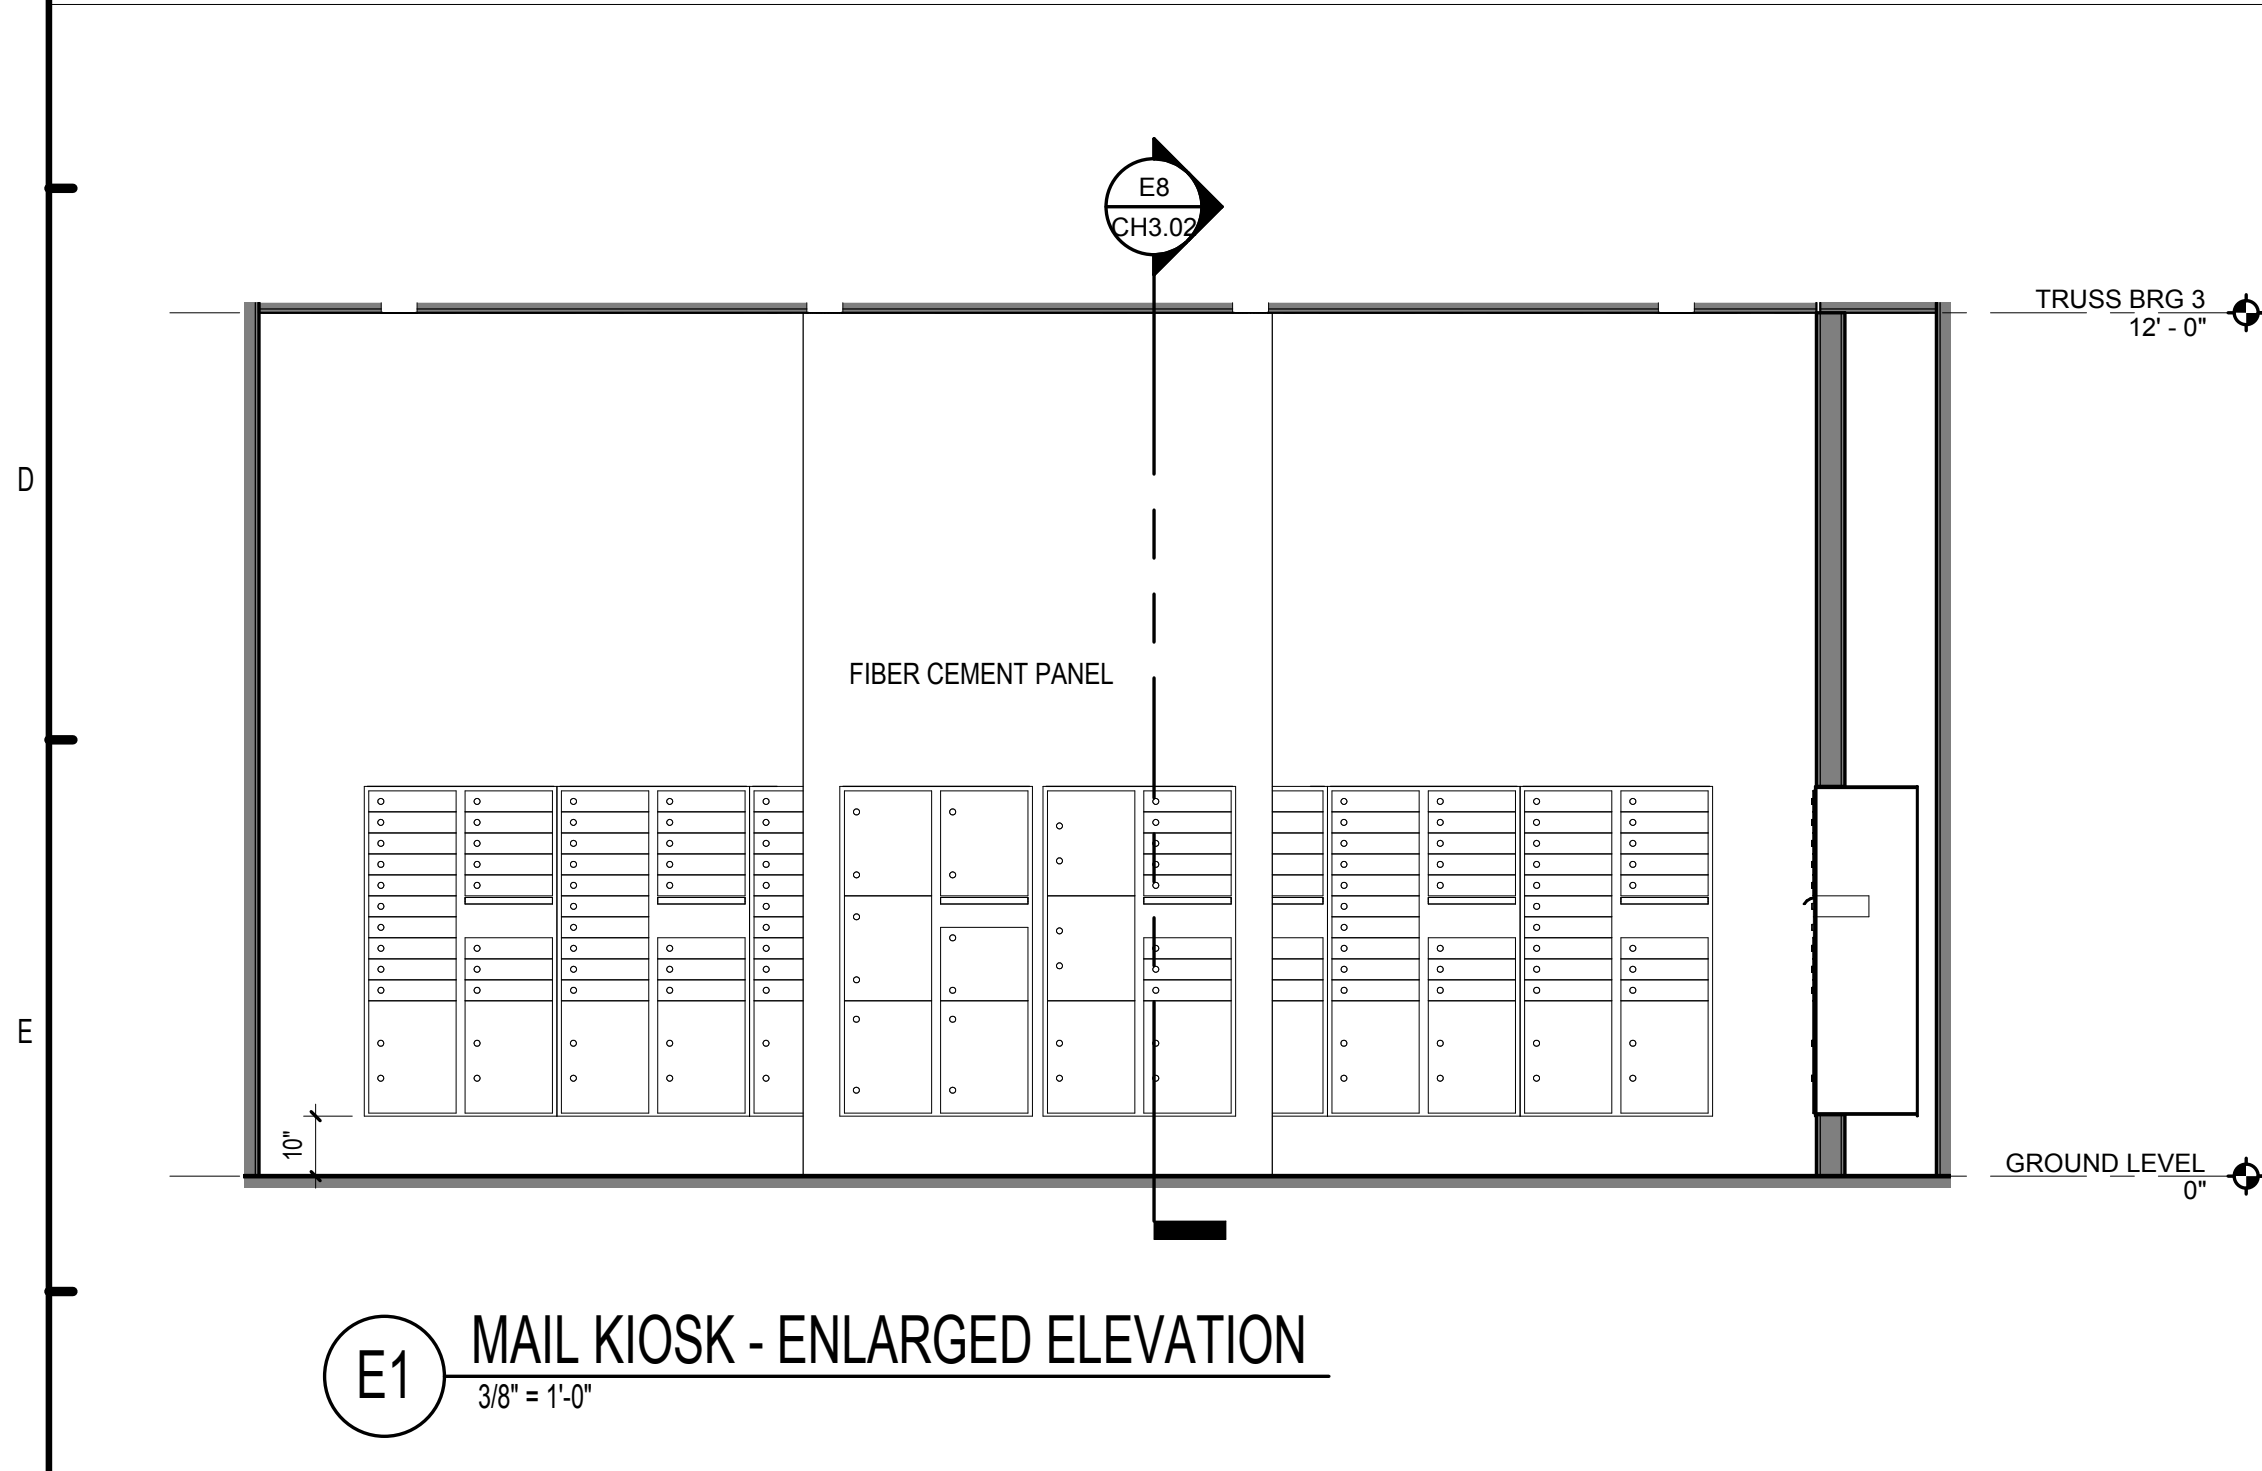 E8
CH3.02
TRUSS BRG 3
12' - 0"
D
FIBER CEMENT PANEL
E
10"
GROUND LEVEL
0"
E1
MAIL KIOSK - ENLARGED ELEVATION
3/8" = 1'-0"